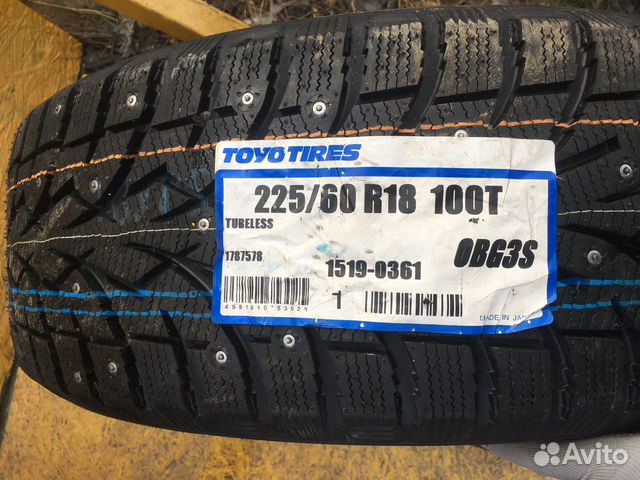 TOYO TIRES
225/60 R18 100T
TUBELESS
1787578
1519-0361
OBG3S
1
MADE IN JAPAN
Avito